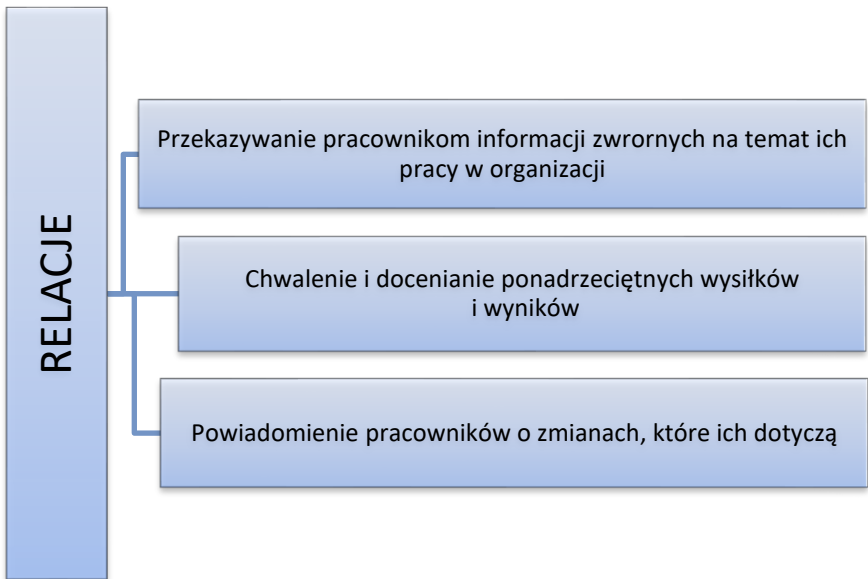 RELACJE
Przekazywanie pracownikom informacji zwrornych na temat ich
pracy w organizacji
Chwalenie i docenianie ponadrzeciętnych wysiłków
i wyników
Powiadomienie pracowników o zmianach, które ich dotyczą